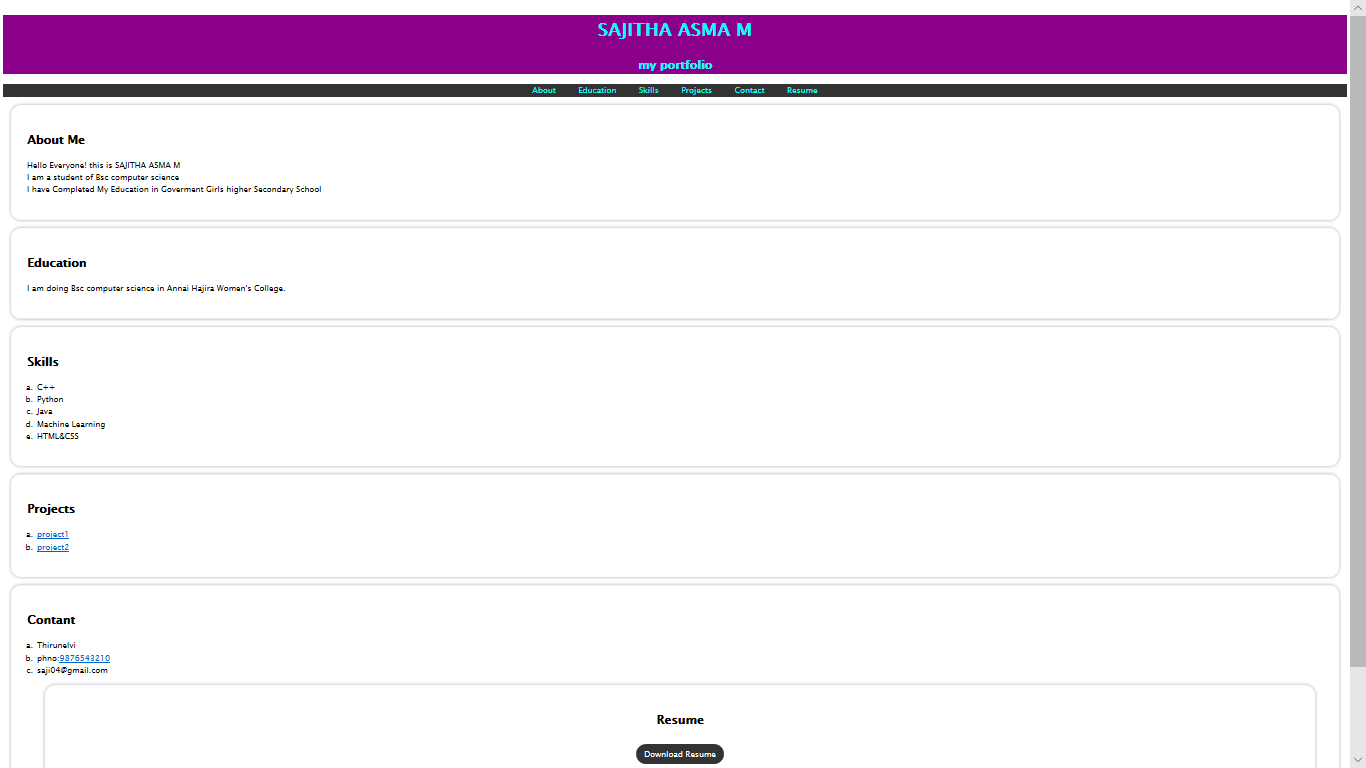 SAJITHA ASMA M
my portfolio
About Education Skills Projects Contact Resume
About Me
Hello Everyone! this is SAJITHA ASMA M
I am a student of Bsc computer science
I have Completed My Education in Goverment Girls higher Secondary School
Education
I am doing Bsc computer science in Annai Hajira Women's College.
Skills
a. C++
b. Python
c. Java
d. Machine Learning
e. HTML&CSS
Projects
a. project1
b. project2
Contant
a. Thirunelvi
b. phno:9876543210
c. saji04@gmail.com
Resume
Download Resume